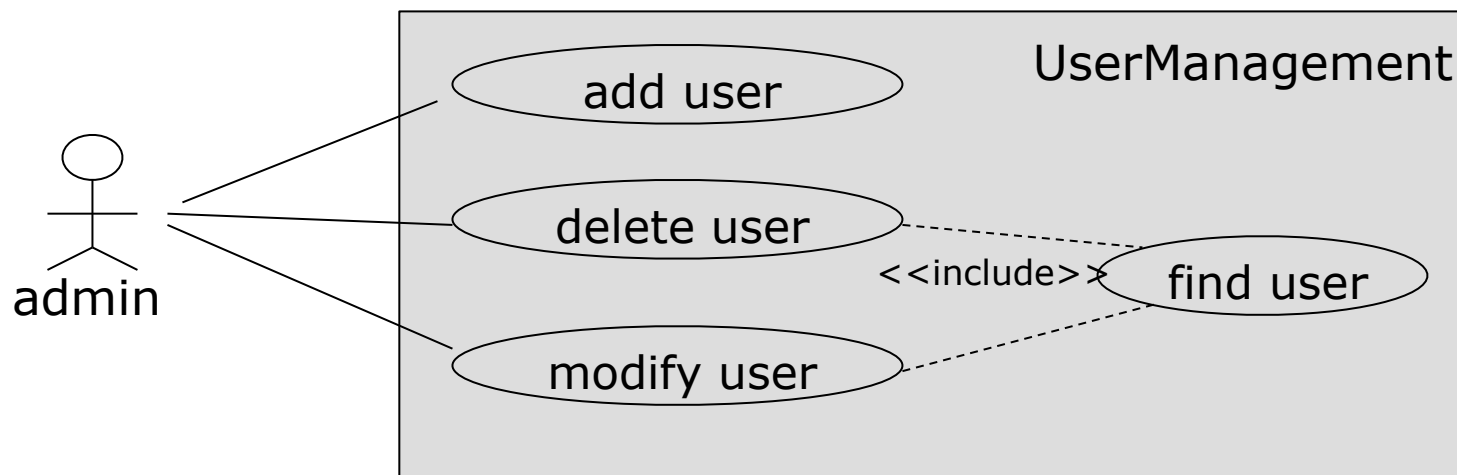 UserManagement
add user
delete user
<<include>>
find user
admin
modify user